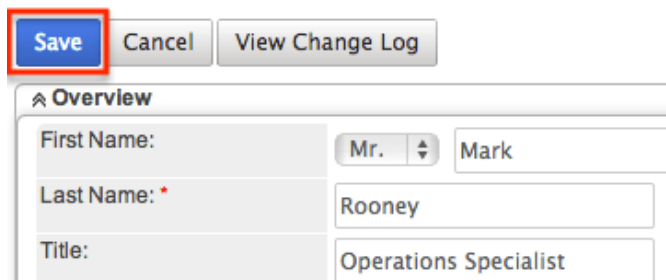 Save Cancel View Change Log
Overview
First Name: Mr. Mark
Last Name: * Rooney
Title: Operations Specialist